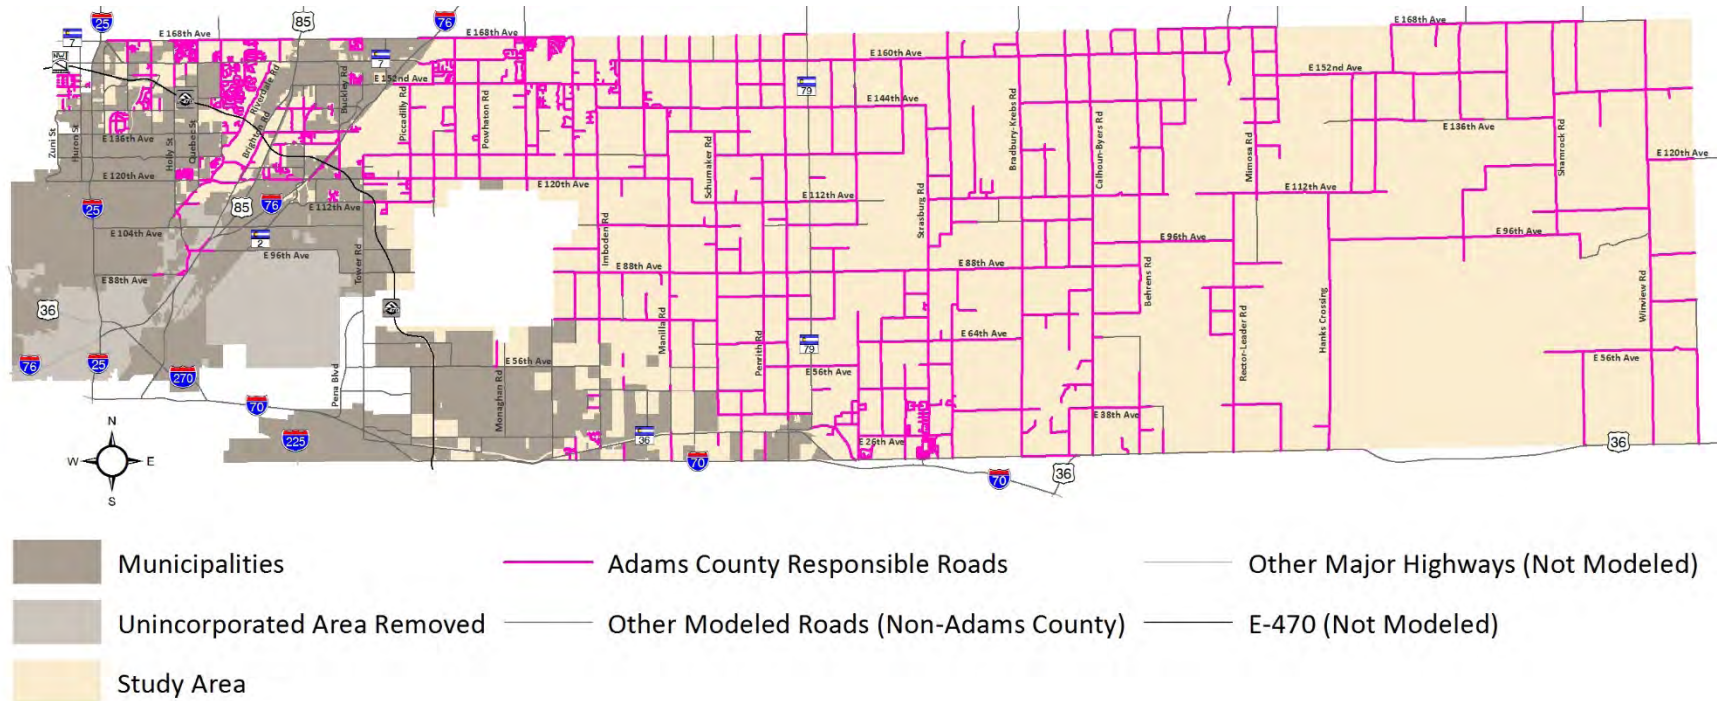 25
85
76
7
E 168th Ave
E 168th Ave
E 168th Ave
7
E 160th Ave
E 152nd Ave
E 152nd Ave
Riverdale Rd
Buckley Rd
Piccadilly Rd
Powhaton Rd
79
E 144th Ave
Bradbury-Krebs Rd
Calhoun-Byers Rd
E 136th Ave
Zuni St
Huron St
E 136th Ave
Holly St
Quebec St
Brighton Rd
Schumaker Rd
Mimosa Rd
Shamrock Rd
E 120th Ave
E 120th Ave
E 120th Ave
E 112th Ave
E 112th Ave
E 112th Ave
25
85
76
Strasburg Rd
E 104th Ave
2
E 96th Ave
E 96th Ave
E 96th Ave
Imboden Rd
Tower Rd
E 88th Ave
E 88th Ave
E 88th Ave
Behrens Rd
36
Manilla Rd
Penrith Rd
79
E 64th Ave
Rector-Leader Rd
Hanks Crossing
Winview Rd
76
25
270
E 56th Ave
E 56th Ave
E 56th Ave
Pena Blvd
Monaghan Rd
70
E 38th Ave
225
36
E 26th Ave
36
70
70
36
N
W
E
S
Municipalities
Adams County Responsible Roads
Other Major Highways (Not Modeled)
Unincorporated Area Removed
Other Modeled Roads (Non-Adams County)
E-470 (Not Modeled)
Study Area